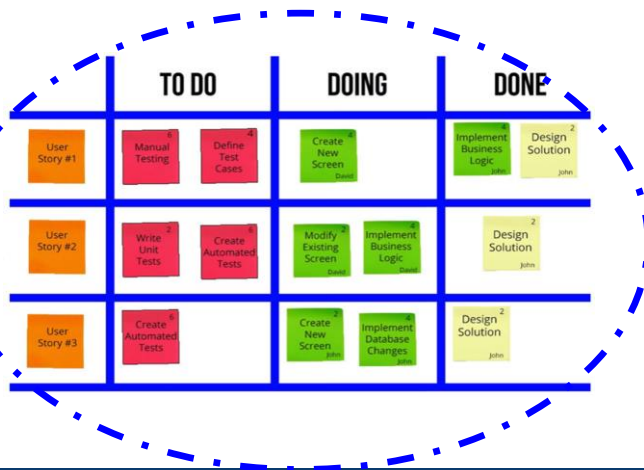 TO DO
DOING
DONE
User
Story #1
6
Manual
Testing
4
Define
Test
Cases
4
Create
New
Screen
David
4
Implement
Business
Logic
John
2
Design
Solution
John
User
Story #2
2
Write
Unit
Tests
6
Create
Automated
Tests
2
Modify
Existing
Screen
David
4
Implement
Business
Logic
David
2
Design
Solution
John
User
Story #3
6
Create
Automated
Tests
2
Create
New
Screen
John
4
Implement
Database
Changes
John
2
Design
Solution
John